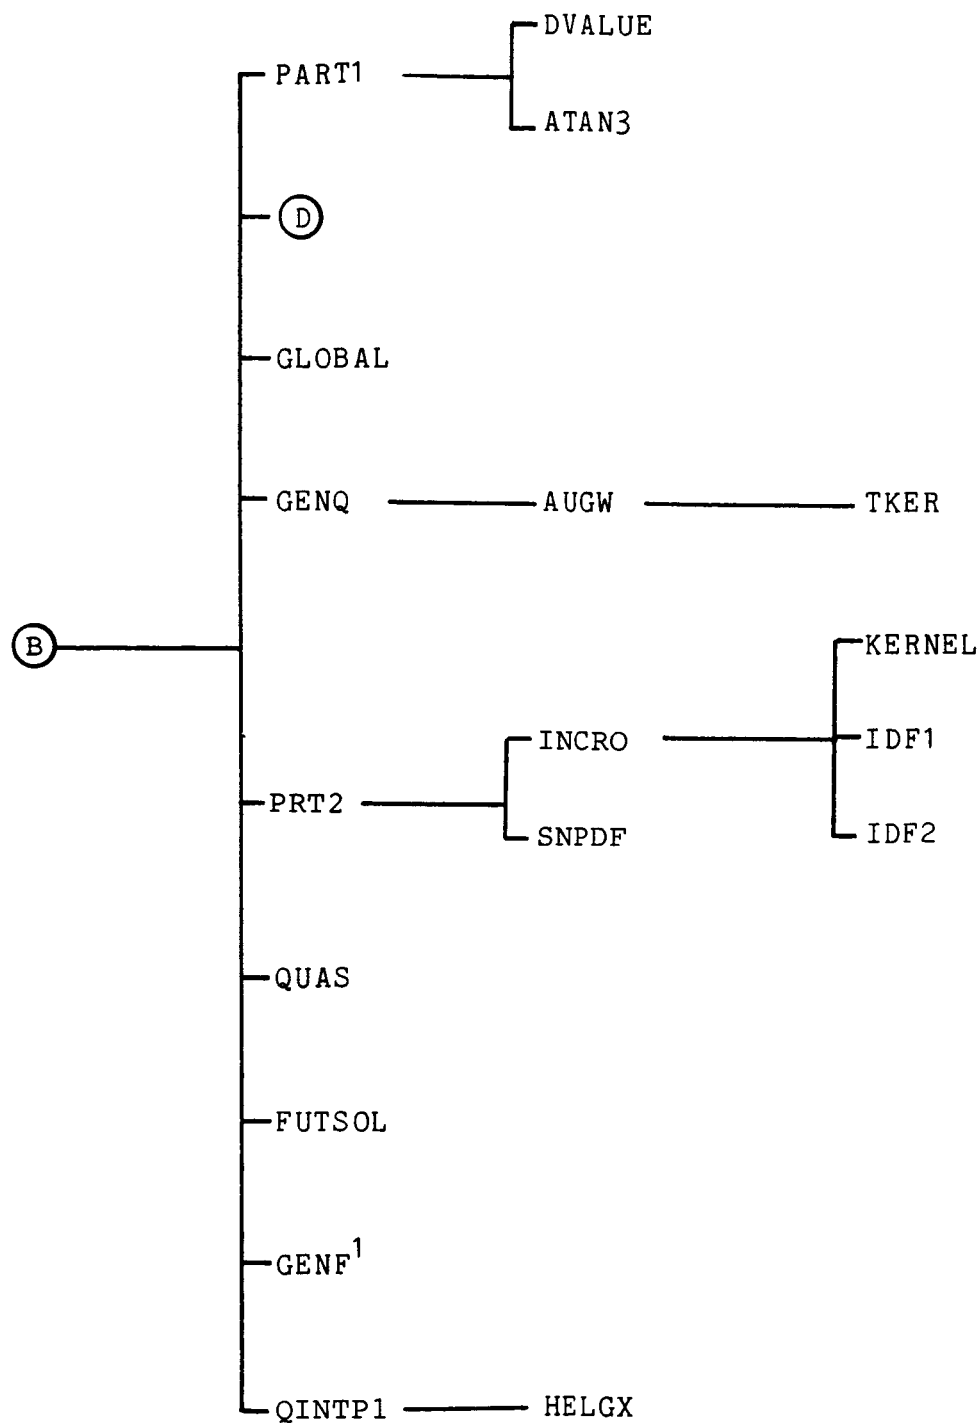 DVALUE
PART1
ATAN3
D
GLOBAL
GENQ AUGW TKER
B
KERNEL
INCRO IDF1
PRT2
SNPDF IDF2
QUAS
FUTSOL
GENF¹
QINTP1 HELGX